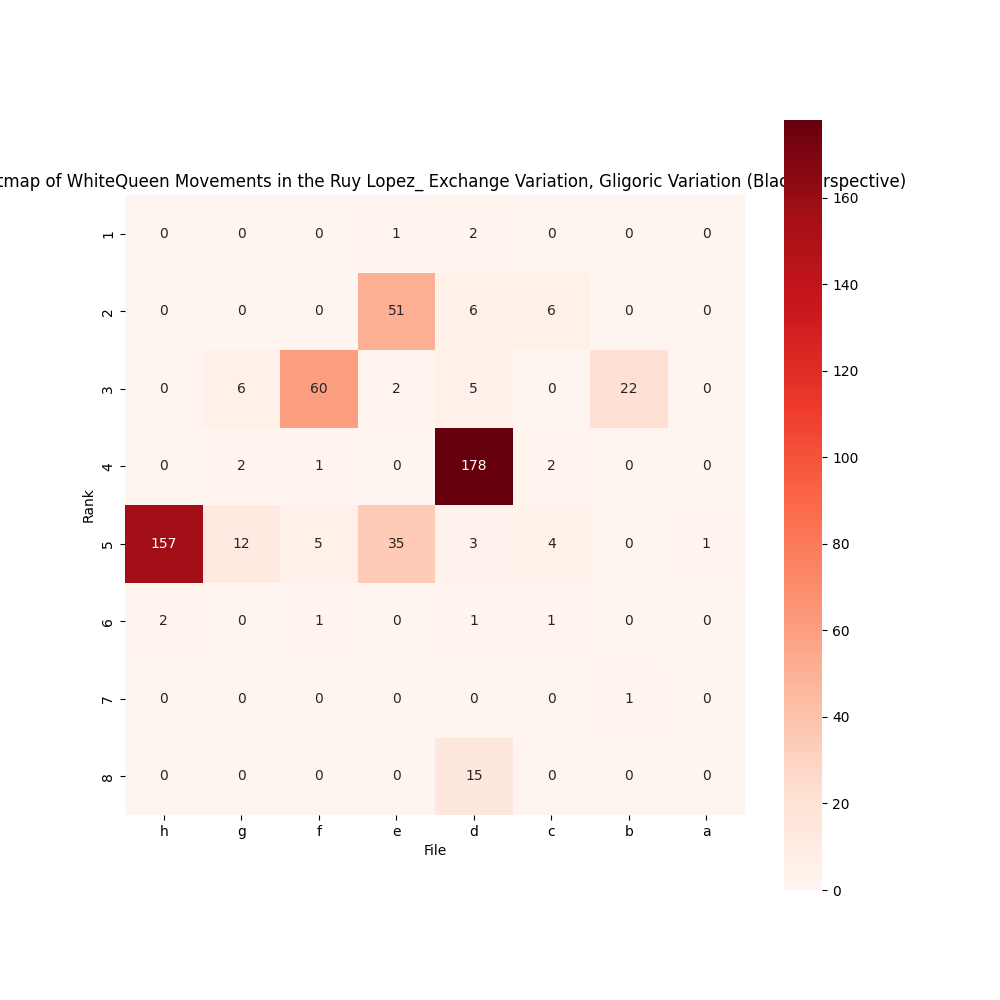 tmap of WhiteQueen Movements in the Ruy Lopez_ Exchange Variation, Gligoric Variation (Blac rspective)
1 0 0 0 1 2 0 0 0
2 0 0 0 51 6 6 0 0
3 0 6 60 2 5 0 22 0
4 0 2 1 0 178 2 0 0
5 157 12 5 35 3 4 0 1
6 2 0 1 0 1 1 0 0
7 0 0 0 0 0 0 1 0
8 0 0 0 0 15 0 0 0
h g f e d c b a
File
Rank
160
140
120
100
80
60
40
20
0